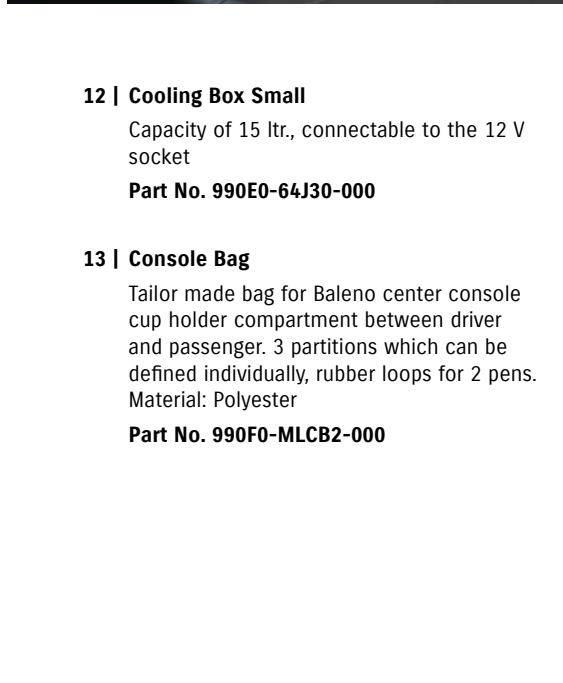 12 | Cooling Box Small
Capacity of 15 ltr., connectable to the 12 V
socket
Part No. 990E0-64J30-000
13 | Console Bag
Tailor made bag for Baleno center console
cup holder compartment between driver
and passenger. 3 partitions which can be
defined individually, rubber loops for 2 pens.
Material: Polyester
Part No. 990F0-MLCB2-000